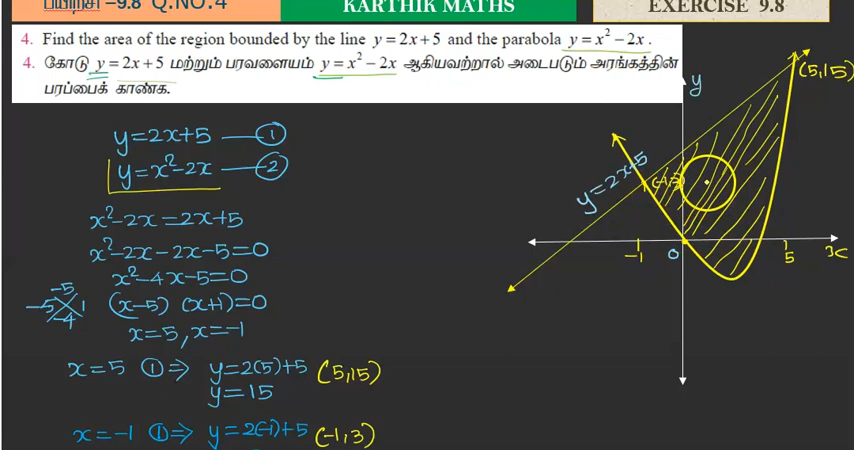 பயிற்சி –9.8 Q.NO.4
KARTHIK MATHS
EXERCISE 9.8
4. Find the area of the region bounded by the line y = 2x+5 and the parabola y = x² − 2x .
4. கோடு y = 2x+5 மற்றும் பரவளையம் y = x² − 2x ஆகியவற்றால் அடைபடும் அரங்கத்தின்
பரப்பைக் காண்க.
y=2x+5 —①
y=x²−2x —②
x²−2x=2x+5
x²−2x−2x−5=0
x²−4x−5=0
−5
−5 1
−4
(x−5) (x+1)=0
x=5, x=−1
x=5 ①⇒ y=2(5)+5 (5,15)
y=15
x=−1 ①⇒ y=2(-1)+5 (-1,3)
y
(5,15)
y=2x+5
(-1,3)
−1
0
5
x